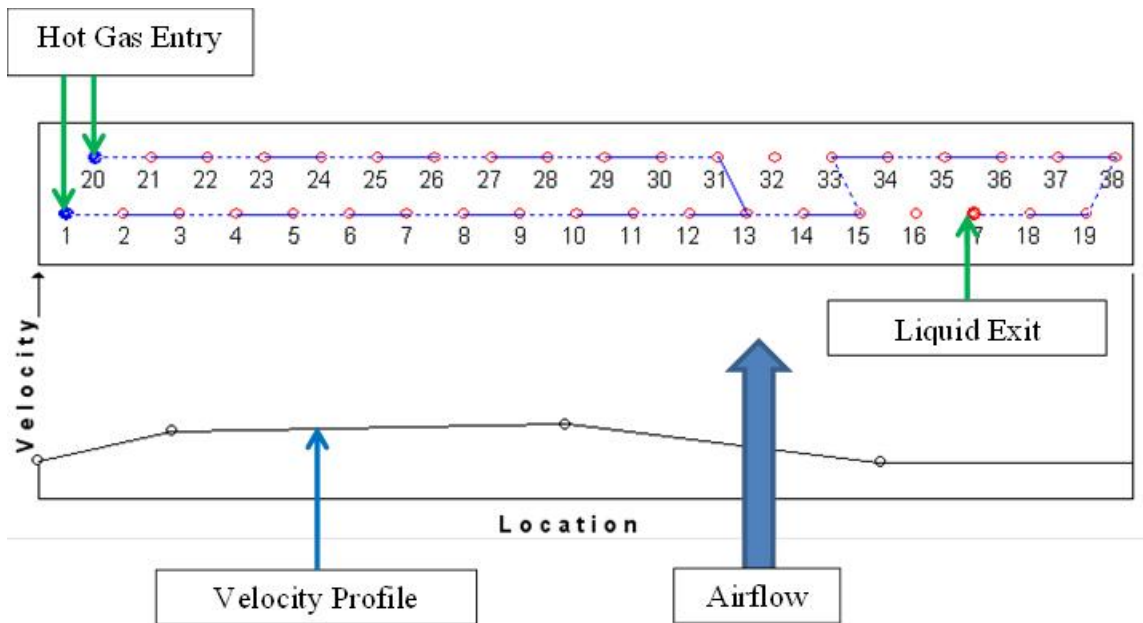 Hot Gas Entry
20 21 22 23 24 25 26 27 28 29 30 31 32 33 34 35 36 37 38
1 2 3 4 5 6 7 8 9 10 11 12 13 14 15 16 7 18 19
Liquid Exit
Velocity
Location
Velocity Profile
Airflow